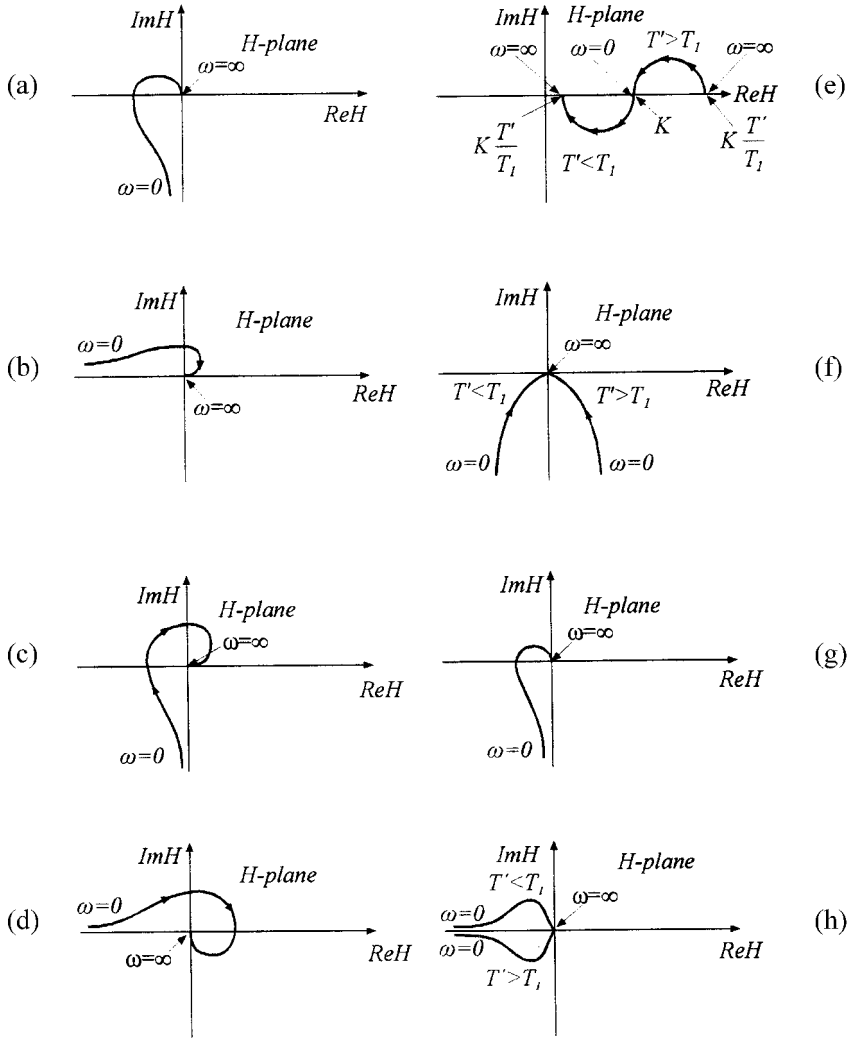 (a)
ImH
H-plane
ω=∞
ReH
ω=0
ImH
H-plane
ω=∞
ω=0
T'>T₁
ω=∞
ReH
(e)
K T'/T₁
K
K T'/T₁
T'<T₁
(b)
ImH
H-plane
ω=0
ReH
ω=∞
ImH
H-plane
ω=∞
(f)
T'<T₁
T'>T₁
ReH
ω=0
ω=0
(c)
ImH
H-plane
ω=∞
ReH
ω=0
ImH
H-plane
ω=∞
(g)
ReH
ω=0
(d)
ImH
H-plane
ω=0
ω=∞
ReH
ImH
H-plane
T'<T₁
ω=∞
ω=0
(h)
ω=0
ReH
T'>T₁